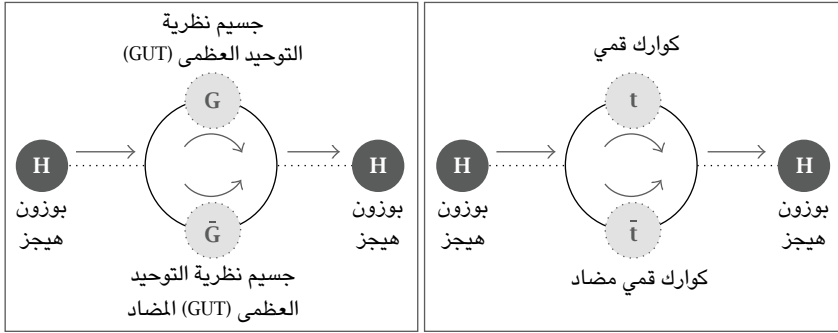 كوارك قمي
t
H
H
بوزون
هيجز
بوزون
هيجز
t̄
كوارك قمي مضاد
جسيم نظرية
التوحيد العظمى (GUT)
G
H
H
بوزون
هيجز
بوزون
هيجز
Ḡ
جسيم نظرية التوحيد
العظمى (GUT) المضاد